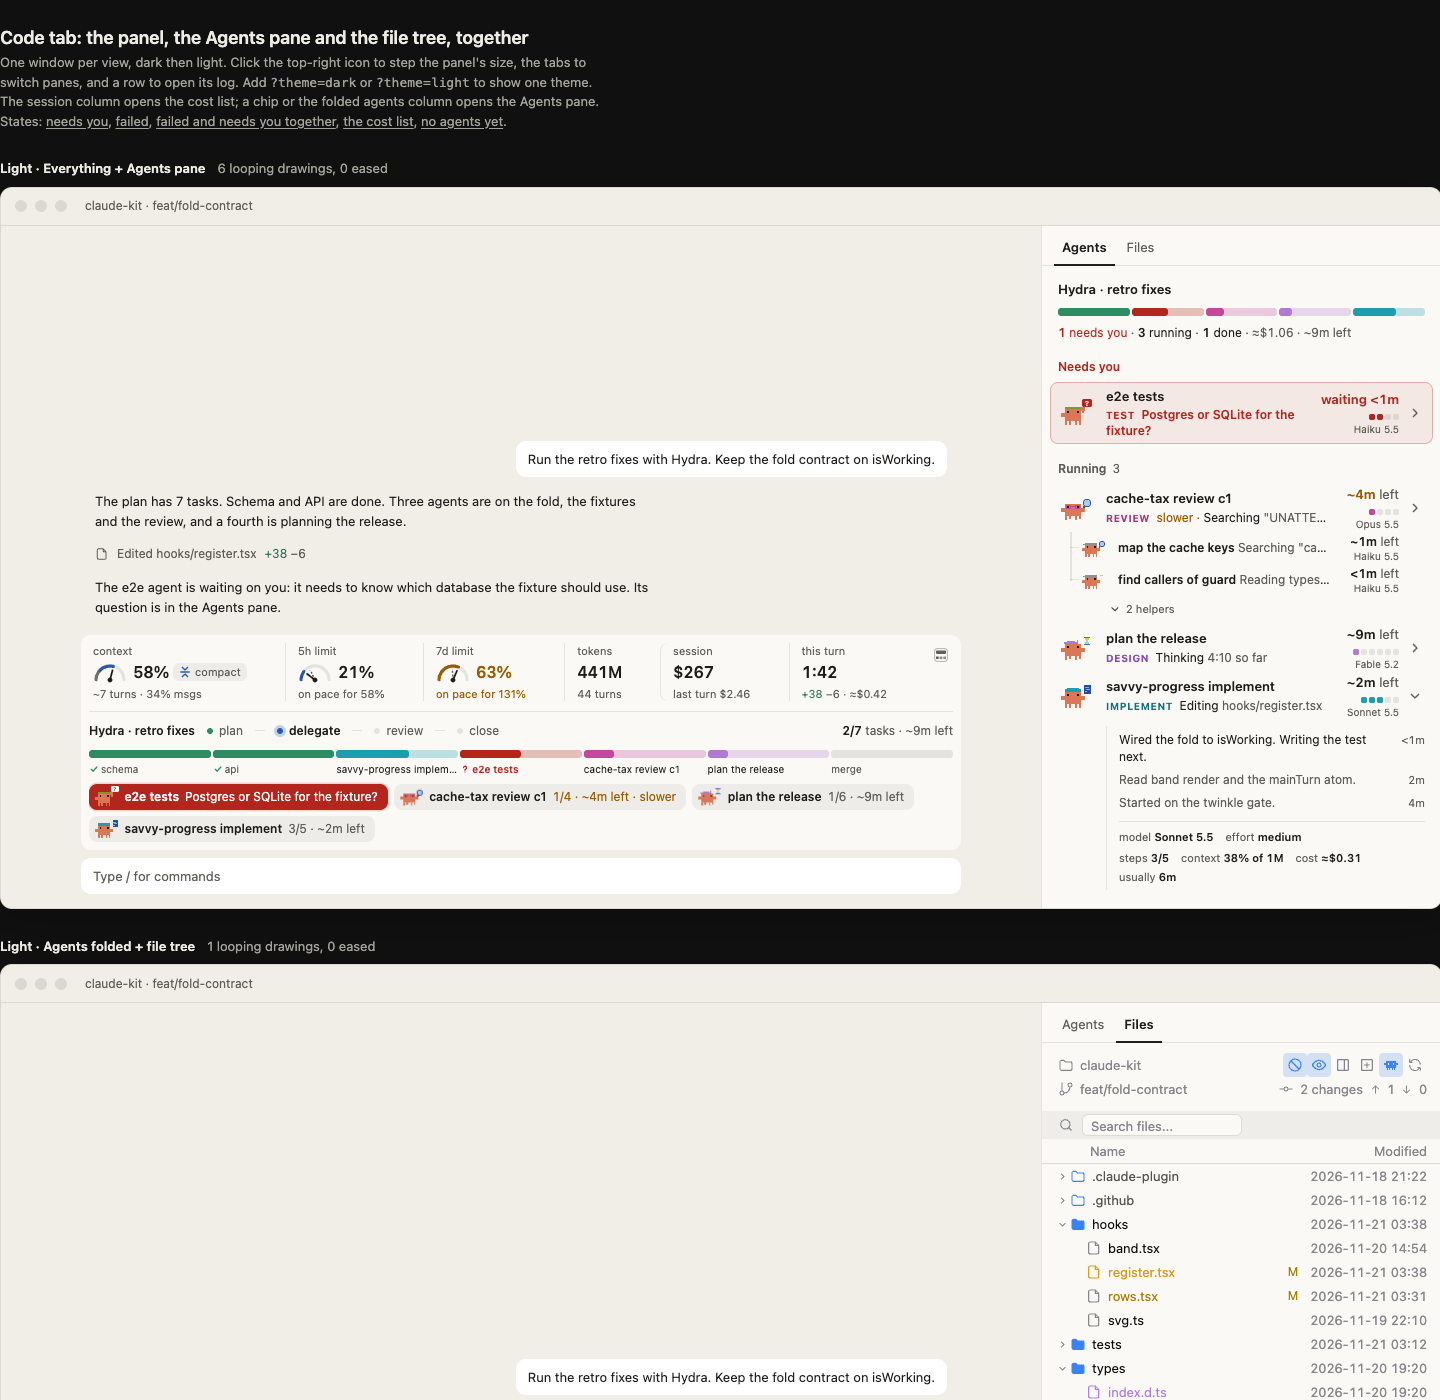 Code tab: the panel, the Agents pane and the file tree, together
One window per view, dark then light. Click the top-right icon to step the panel's size, the tabs to
switch panes, and a row to open its log. Add ?theme=dark or ?theme=light to show one theme.
The session column opens the cost list; a chip or the folded agents column opens the Agents pane.
States: needs you, failed, failed and needs you together, the cost list, no agents yet.
Light · Everything + Agents pane 6 looping drawings, 0 eased
claude-kit · feat/fold-contract
Run the retro fixes with Hydra. Keep the fold contract on isWorking.
The plan has 7 tasks. Schema and API are done. Three agents are on the fold, the fixtures
and the review, and a fourth is planning the release.
Edited hooks/register.tsx +38 −6
The e2e agent is waiting on you: it needs to know which database the fixture should use. Its
question is in the Agents pane.
context
58% compact
~7 turns · 34% msgs
5h limit
21%
on pace for 58%
7d limit
63%
on pace for 131%
tokens
441M
44 turns
session
$267
last turn $2.46
this turn
1:42
+38 −6 · ≈$0.42
Hydra · retro fixes plan delegate review close 2/7 tasks · ~9m left
schema api savvy-progress implem... ? e2e tests cache-tax review c1 plan the release merge
e2e tests Postgres or SQLite for the fixture? cache-tax review c1 1/4 · ~4m left · slower plan the release 1/6 · ~9m left
savvy-progress implement 3/5 · ~2m left
Type / for commands
Agents Files
Hydra · retro fixes
1 needs you · 3 running · 1 done · ≈$1.06 · ~9m left
Needs you
e2e tests waiting <1m
TEST Postgres or SQLite for the
fixture?
Haiku 5.5
Running 3
cache-tax review c1 ~4m left
REVIEW slower · Searching "UNATTE...
Opus 5.5
map the cache keys Searching "ca... ~1m left
Haiku 5.5
find callers of guard Reading types... <1m left
Haiku 5.5
2 helpers
plan the release ~9m left
DESIGN Thinking 4:10 so far
Fable 5.2
savvy-progress implement ~2m left
IMPLEMENT Editing hooks/register.tsx
Sonnet 5.5
Wired the fold to isWorking. Writing the test <1m
next.
Read band render and the mainTurn atom. 2m
Started on the twinkle gate. 4m
model Sonnet 5.5 effort medium
steps 3/5 context 38% of 1M cost ≈$0.31
usually 6m
Light · Agents folded + file tree 1 looping drawings, 0 eased
claude-kit · feat/fold-contract
Run the retro fixes with Hydra. Keep the fold contract on isWorking.
Agents Files
claude-kit
feat/fold-contract 2 changes ↑ 1 ↓ 0
Search files...
Name Modified
.claude-plugin 2026-11-18 21:22
.github 2026-11-18 16:12
hooks 2026-11-21 03:38
band.tsx 2026-11-20 14:54
register.tsx M 2026-11-21 03:38
rows.tsx M 2026-11-21 03:31
svg.ts 2026-11-19 22:10
tests 2026-11-21 03:12
types 2026-11-20 19:20
index.d.ts 2026-11-20 19:20